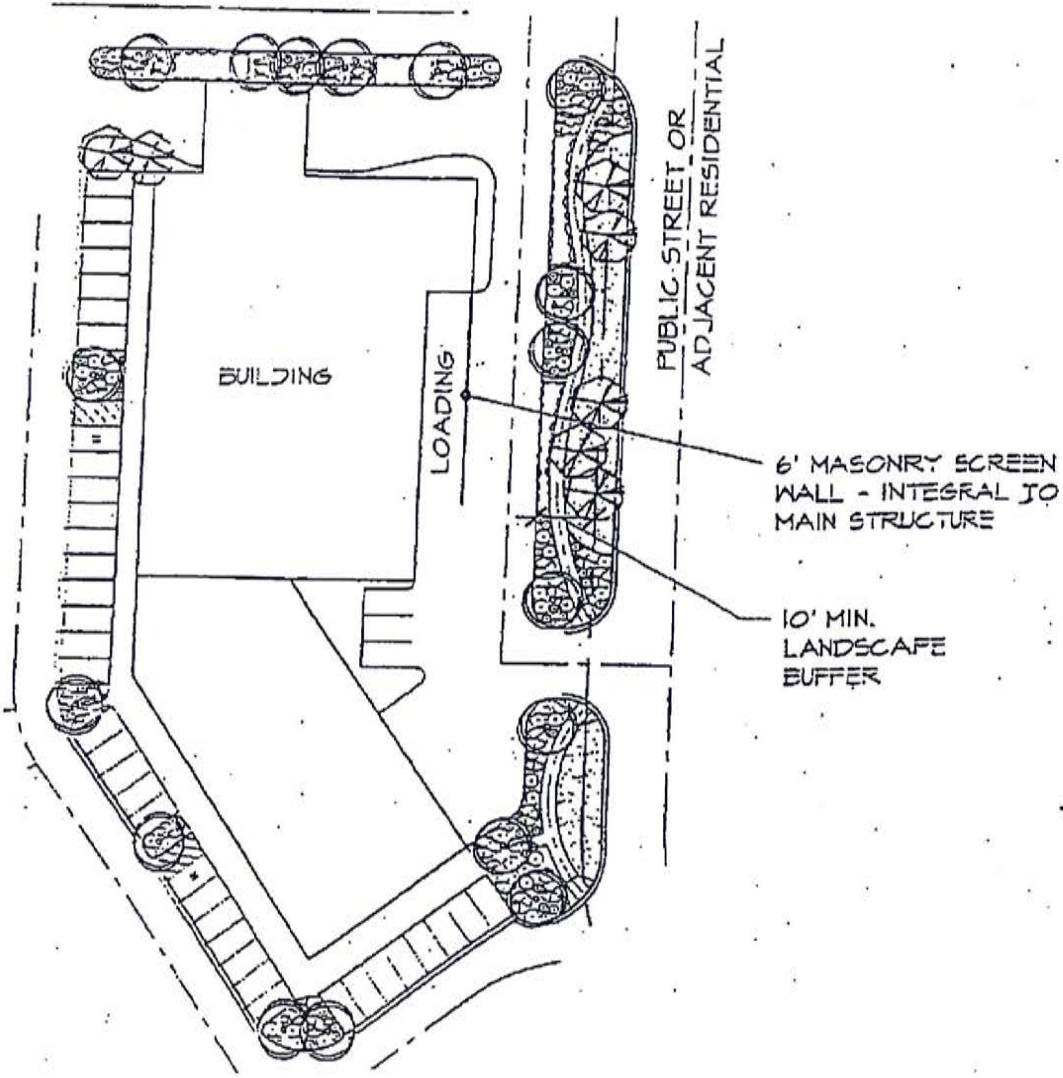 PUBLIC STREET OR
ADJACENT RESIDENTIAL
BUILDING
LOADING
6' MASONRY SCREEN
WALL - INTEGRAL TO
MAIN STRUCTURE
10' MIN.
LANDSCAPE
BUFFER